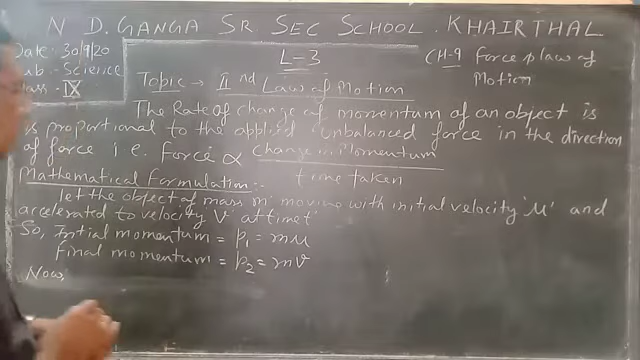 N D. GANGA SR. SEC SCHOOL. KHAIRTHAL
Date: 30/9/20
L-3
CH-9 Force & law of
Motion
Sub - Science
Class - IX
Topic → IInd Law of Motion
The Rate of change of momentum of an object is
is proportional to the applied unbalanced force in the direction
of force i.e. Force ∝ change in Momentum
time taken
Mathematical Formulation:-
let the object of mass 'm' moving with initial velocity 'u' and
accelerated to velocity 'v' at time 't'
So, Initial momentum = p1 = mu
Final momentum = p2 = mv
Now,